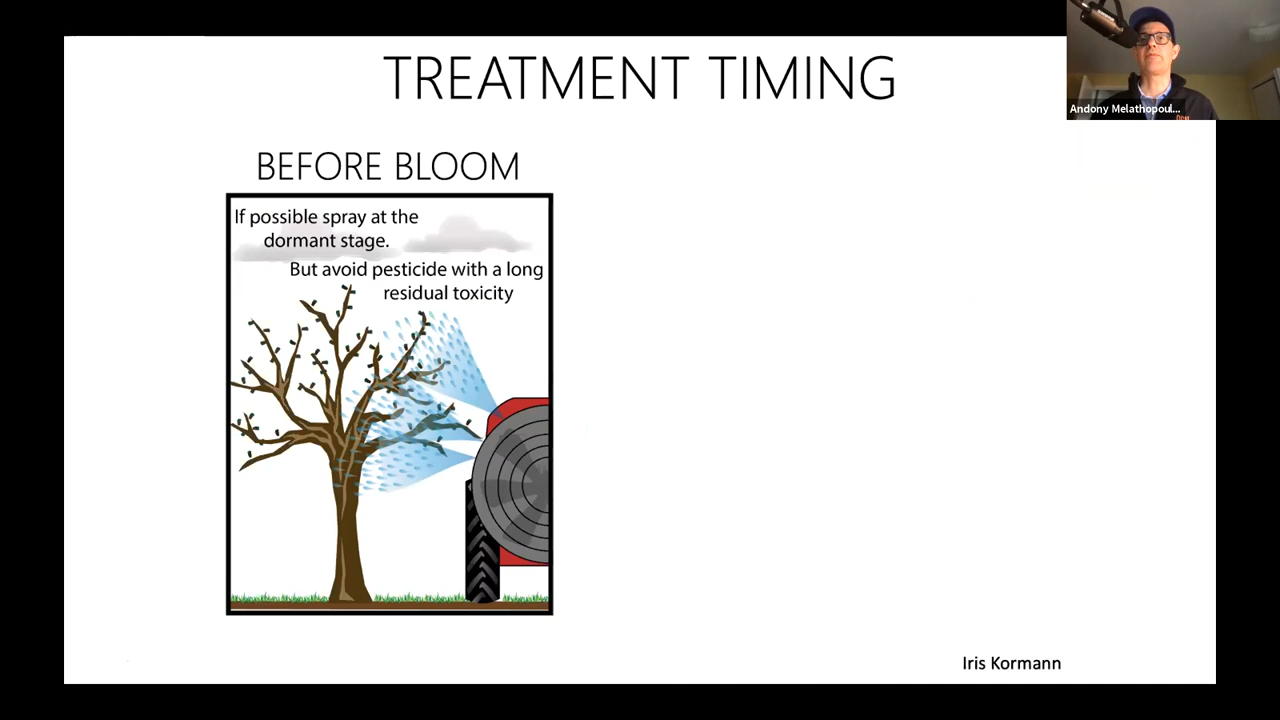 TREATMENT TIMING
Andony Melathopoul...
BEFORE BLOOM
If possible spray at the
dormant stage.
But avoid pesticide with a long
residual toxicity
Iris Kormann